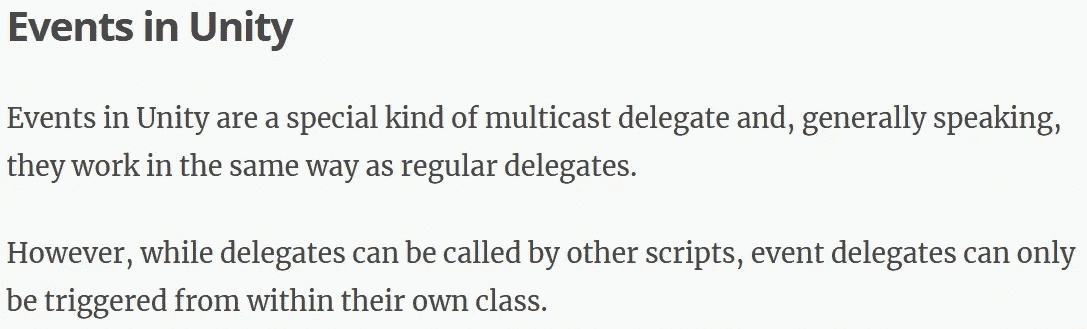 Events in Unity
Events in Unity are a special kind of multicast delegate and, generally speaking,
they work in the same way as regular delegates.
However, while delegates can be called by other scripts, event delegates can only
be triggered from within their own class.